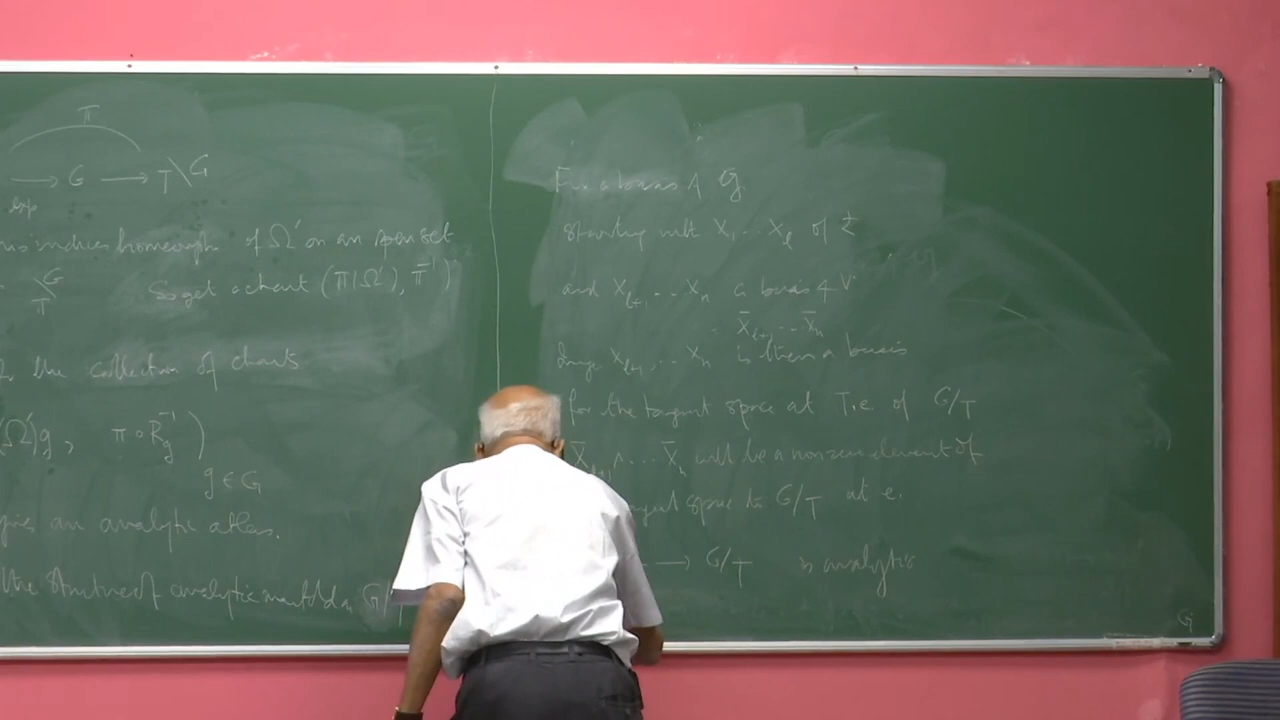 π
→ G → T\G
exp
induces homeomorph. of Ω' on an open set
T\G So get a chart (π(Ω'), π⁻¹)
the collection of charts
(Ω')g, π∘R_g⁻¹)
g ∈ G
gives an analytic atlas.
the structure of analytic manifold on G/
Fix a basis of 𝔤
starting with X₁ ... X_ℓ of 𝔱
and X_{ℓ+1} ... X_n a basis of V
X̄_{ℓ+1} ... X̄_n
X_{ℓ+1} ... X_n is then a basis
for the tangent space at T i.e. of G/T
X̄_{ℓ+1} ∧ ... X̄_n will be a nonzero element of
space to G/T at e.
→ G/T is analytic
G